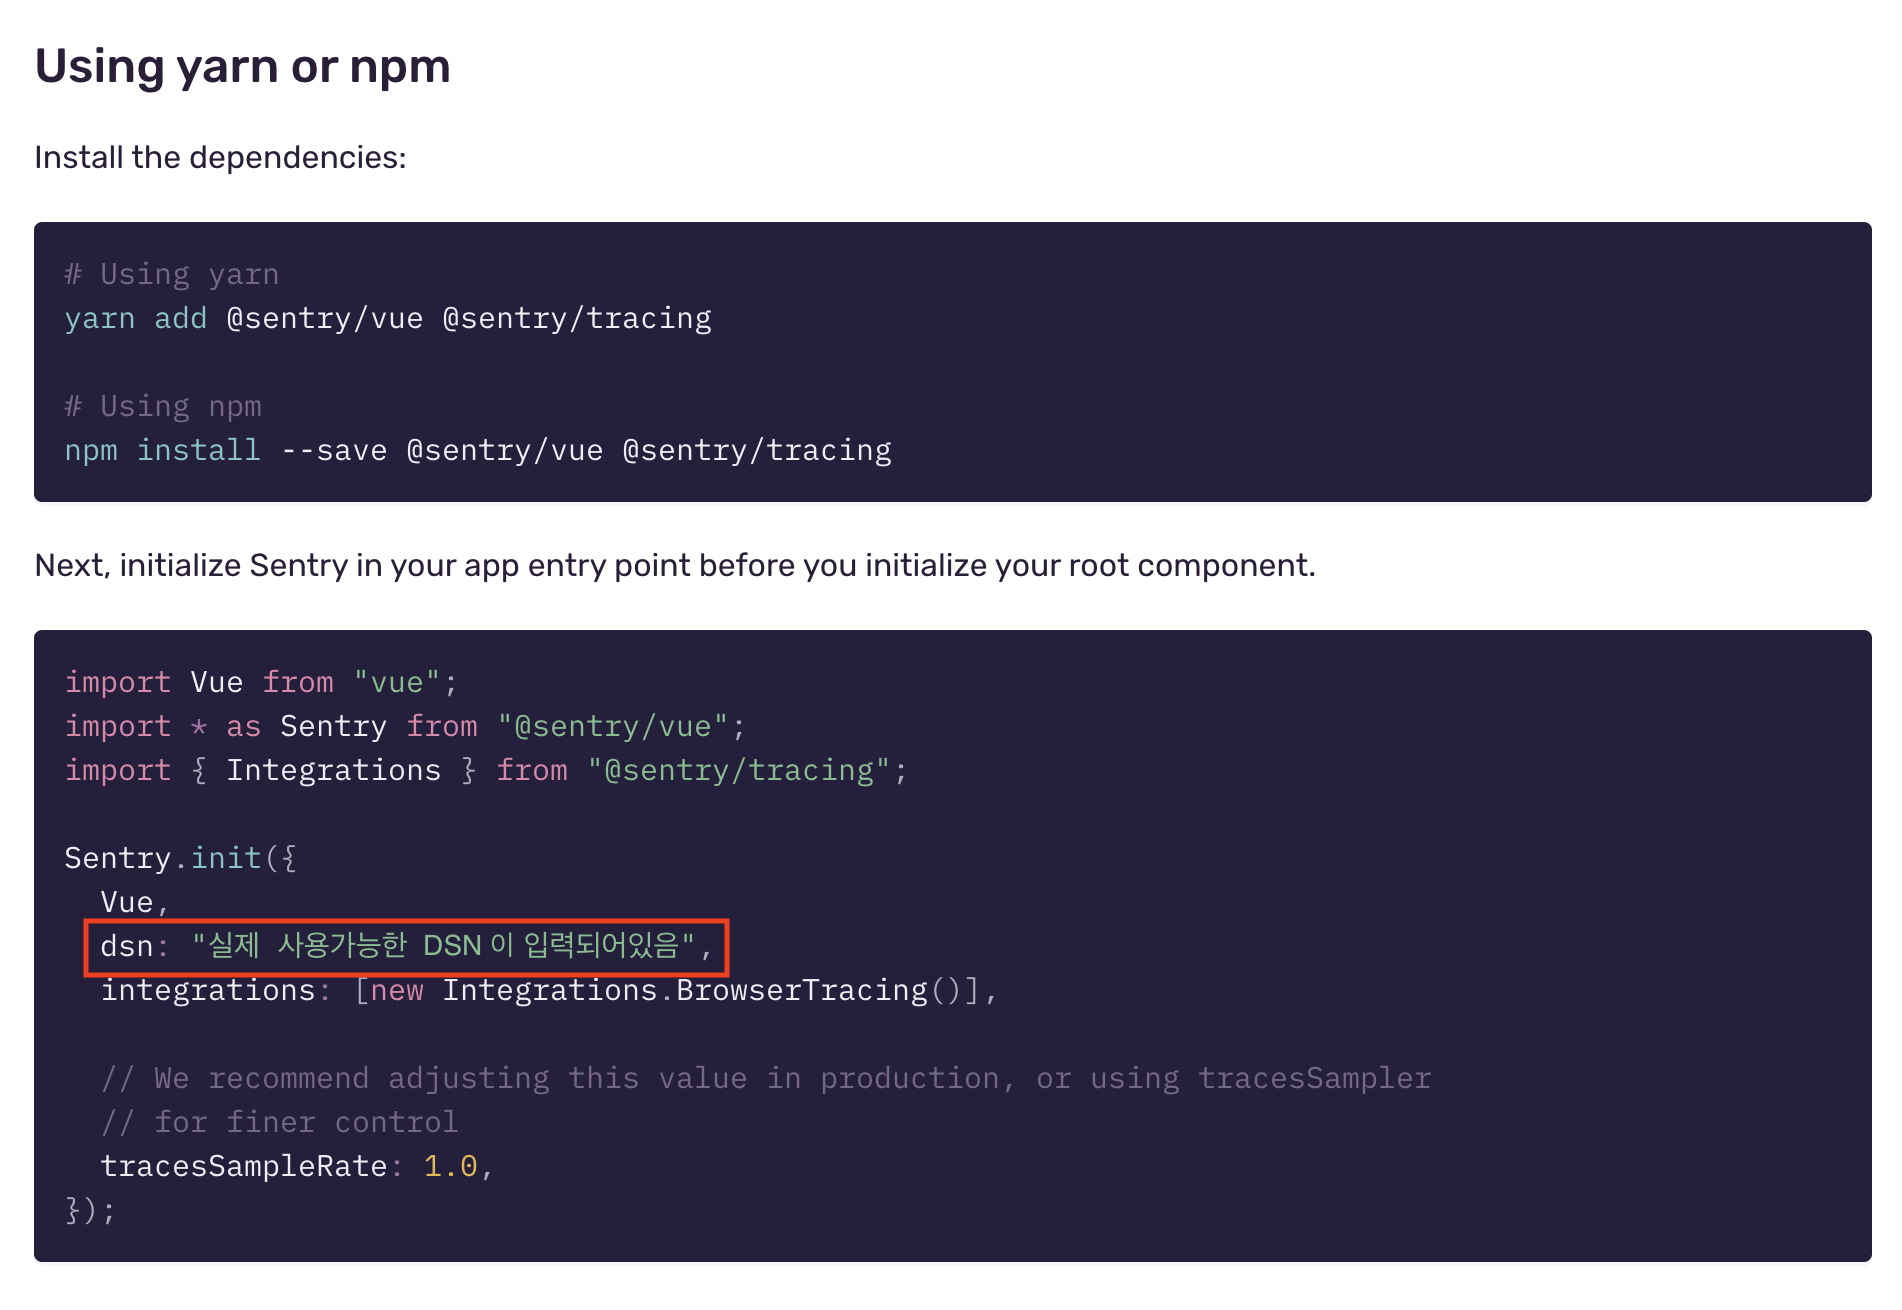 Using yarn or npm
Install the dependencies:
# Using yarn
yarn add @sentry/vue @sentry/tracing
# Using npm
npm install --save @sentry/vue @sentry/tracing
Next, initialize Sentry in your app entry point before you initialize your root component.
import Vue from "vue";
import * as Sentry from "@sentry/vue";
import { Integrations } from "@sentry/tracing";
Sentry.init({
  Vue,
  dsn: "실제 사용가능한 DSN 이 입력되어있음",
  integrations: [new Integrations.BrowserTracing()],
  // We recommend adjusting this value in production, or using tracesSampler
  // for finer control
  tracesSampleRate: 1.0,
});